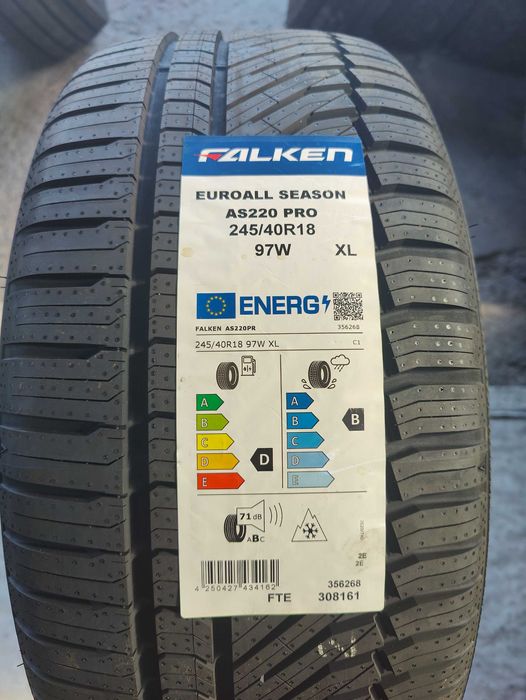 FALKEN
EUROALL SEASON
AS220 PRO
245/40R18
97W XL
ENERG
FALKEN AS220PR 356268
245/40R18 97W XL C1
A
B
C
D
E
D
A
B
C
D
E
B
71 dB
ABC
2E
2E
4 250427 434162
356268
FTE 308161